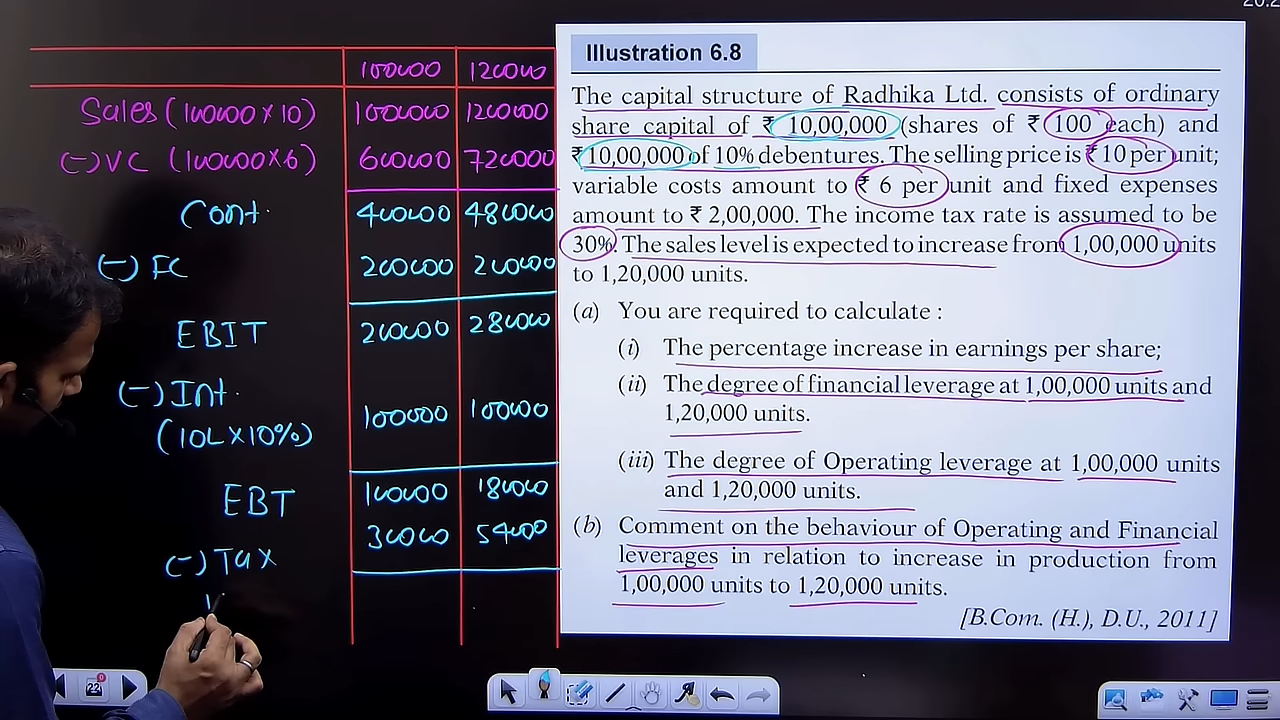 100000 120000
Sales (100000 × 10) 1000000 1200000
(-) VC (100000×6) 600000 720000
Cont. 400000 480000
(-) FC 200000 200000
EBIT 200000 280000
(-) Int. 100000 100000
(10L×10%)
EBT 100000 180000
(-) Tax 30000 54000
Illustration 6.8
The capital structure of Radhika Ltd. consists of ordinary
share capital of ₹ 10,00,000 (shares of ₹ 100 each) and
₹ 10,00,000 of 10% debentures. The selling price is ₹ 10 per unit;
variable costs amount to ₹ 6 per unit and fixed expenses
amount to ₹ 2,00,000. The income tax rate is assumed to be
30%. The sales level is expected to increase from 1,00,000 units
to 1,20,000 units.
(a) You are required to calculate :
(i) The percentage increase in earnings per share;
(ii) The degree of financial leverage at 1,00,000 units and
1,20,000 units.
(iii) The degree of Operating leverage at 1,00,000 units
and 1,20,000 units.
(b) Comment on the behaviour of Operating and Financial
leverages in relation to increase in production from
1,00,000 units to 1,20,000 units.
[B.Com. (H.), D.U., 2011]